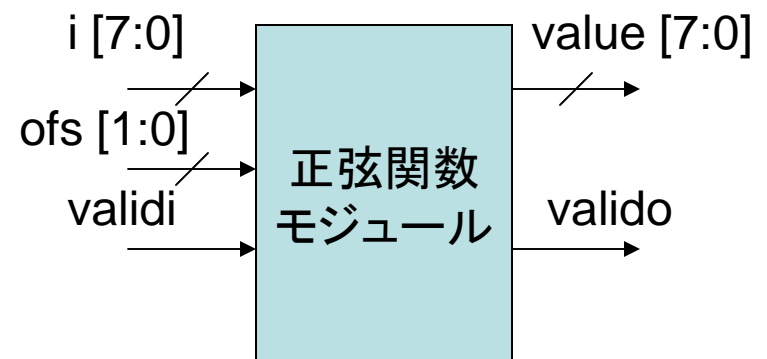 i [7:0]
value [7:0]
ofs [1:0]
validi
正弦関数
モジュール
valido